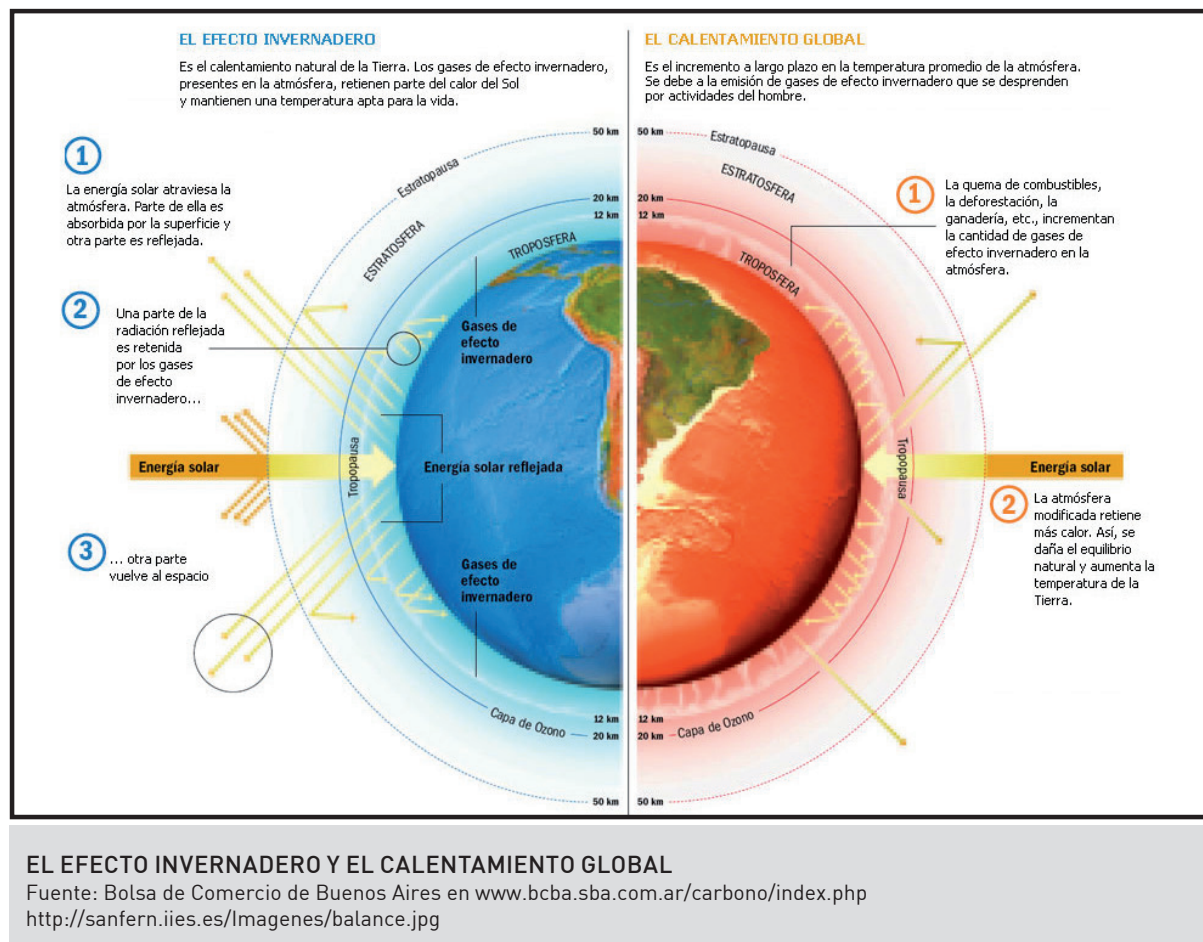 EL EFECTO INVERNADERO
Es el calentamiento natural de la Tierra. Los gases de efecto invernadero,
presentes en la atmósfera, retienen parte del calor del Sol
y mantienen una temperatura apta para la vida.
1
La energía solar atraviesa la
atmósfera. Parte de ella es
absorbida por la superficie y
otra parte es reflejada.
2
Una parte de la
radiación reflejada
es retenida
por los gases
de efecto
invernadero...
Energía solar
3
... otra parte
vuelve al espacio
50 km
Estratopausa
20 km
12 km
ESTRATÓSFERA
TROPOSFERA
Gases de
efecto
invernadero
Tropopausa
Energía solar reflejada
Gases de
efecto
invernadero
Capa de Ozono
12 km
20 km
50 km
EL CALENTAMIENTO GLOBAL
Es el incremento a largo plazo en la temperatura promedio de la atmósfera.
Se debe a la emisión de gases de efecto invernadero que se desprenden
por actividades del hombre.
50 km
Estratopausa
ESTRATOSFERA
20 km
12 km
TROPOSFERA
1
La quema de combustibles,
la deforestación, la
ganadería, etc., incrementan
la cantidad de gases de
efecto invernadero en la
atmósfera.
Tropopausa
Energía solar
2
La atmósfera
modificada retiene
más calor. Así, se
daña el equilibrio
natural y aumenta la
temperatura de la
Tierra.
12 km
20 km
Capa de Ozono
50 km
EL EFECTO INVERNADERO Y EL CALENTAMIENTO GLOBAL
Fuente: Bolsa de Comercio de Buenos Aires en www.bcba.sba.com.ar/carbono/index.php
http://sanfern.iies.es/Imagenes/balance.jpg